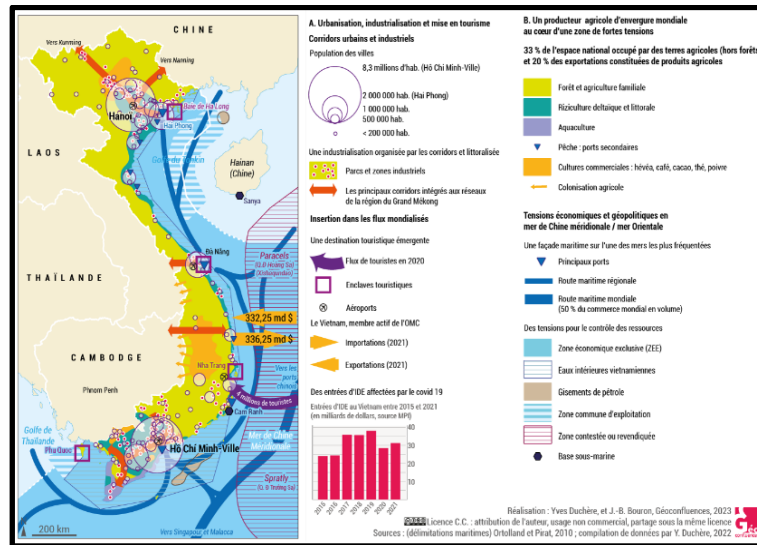 CHINE
Vers Kunming
Vers Nanning
Hanoï
Baie de Ha Long
Hai Phong
LAOS
Golfe du Tonkin
Hainan
(Chine)
Sanya
THAÏLANDE
Đà Nẵng
Paracels
(Q.Đ Hoàng Sa)
332,25 md $
336,25 md $
CAMBODGE
Nha Trang
Phnom Penh
Vers les
ports
chinois
millions de touristes
Cam Ranh
Golfe de
Thaïlande
Phu Quoc
Hô Chi Minh-Ville
Mer de Chine
Méridionale
Spratly
(Q.Đ Trường Sa)
200 km
Vers Singapour et Malacca
A. Urbanisation, industrialisation et mise en tourisme
Corridors urbains et industriels
Population des villes
8,3 millions d'hab. (Hô Chi Minh-Ville)
2 000 000 hab. (Hai Phong)
1 000 000 hab.
500 000 hab.
< 200 000 hab.
Une industrialisation organisée par les corridors et littoralisée
Parcs et zones industriels
Les principaux corridors intégrés aux réseaux
de la région du Grand Mékong
Insertion dans les flux mondialisés
Une destination touristique émergente
Flux de touristes en 2020
Enclaves touristiques
Aéroports
Le Vietnam, membre actif de l'OMC
Importations (2021)
Exportations (2021)
Des entrées d'IDE affectées par le covid 19
Entrées d'IDE au Vietnam entre 2015 et 2021
(en milliards de dollars, source MPI)
40
30
20
10
0
2015
2016
2017
2018
2019
2020
2021
B. Un producteur agricole d'envergure mondiale
au cœur d'une zone de fortes tensions
33 % de l'espace national occupé par des terres agricoles (hors forêts)
et 20 % des exportations constituées de produits agricoles
Forêt et agriculture familiale
Riziculture deltaïque et littorale
Aquaculture
Pêche : ports secondaires
Cultures commerciales : hévéa, café, cacao, thé, poivre
Colonisation agricole
Tensions économiques et géopolitiques en
mer de Chine méridionale / mer Orientale
Une façade maritime sur l'une des mers les plus fréquentées
Principaux ports
Route maritime régionale
Route maritime mondiale
(50 % du commerce mondial en volume)
Des tensions pour le contrôle des ressources
Zone économique exclusive (ZEE)
Eaux intérieures vietnamiennes
Gisements de pétrole
Zone commune d'exploitation
Zone contestée ou revendiquée
Base sous-marine
Réalisation : Yves Duchère, et J.-B. Bouron, Géoconfluences, 2023
Licence C.C. : attribution de l'auteur, usage non commercial, partage sous la même licence
Sources : (délimitations maritimes) Ortolland et Pirat, 2010 ; compilation de données par Y. Duchère, 2022